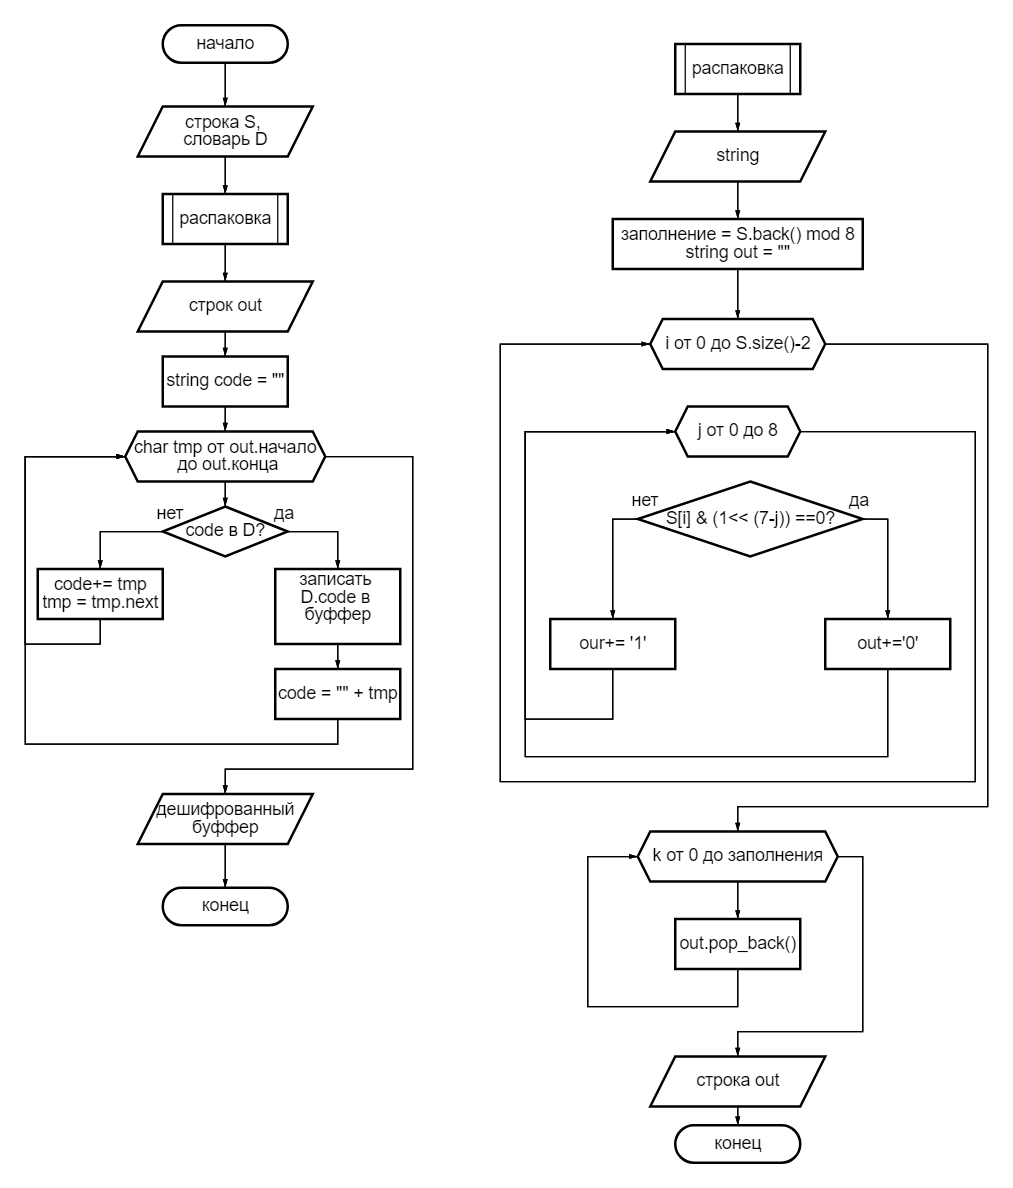 начало
строка S,
словарь D
распаковка
строк out
string code = ""
char tmp от out.начало
до out.конца
нет
да
code в D?
code+= tmp
tmp = tmp.next
записать
D.code в
буффер
code = "" + tmp
дешифрованный
буффер
конец
распаковка
string
заполнение = S.back() mod 8
string out = ""
i от 0 до S.size()-2
j от 0 до 8
нет
да
S[i] & (1<< (7-j)) ==0?
our+= '1'
out+='0'
k от 0 до заполнения
out.pop_back()
строка out
конец